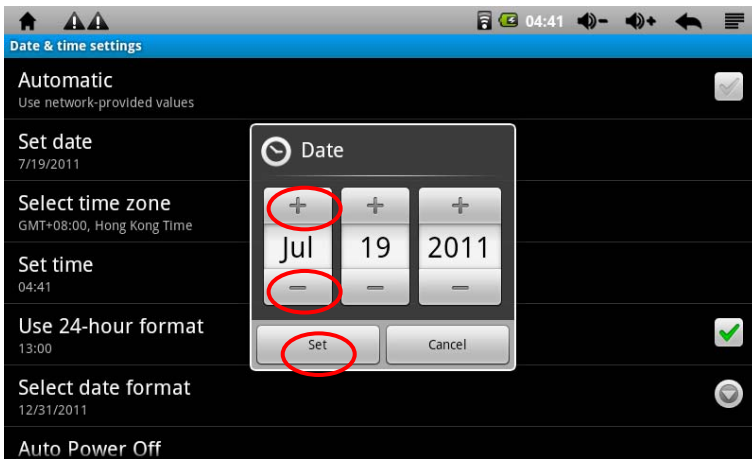 04:41
Date & time settings
Automatic
Use network-provided values
Set date
7/19/2011
Select time zone
GMT+08:00, Hong Kong Time
Set time
04:41
Use 24-hour format
13:00
Select date format
12/31/2011
Auto Power Off
Date
Jul 19 2011
Set Cancel